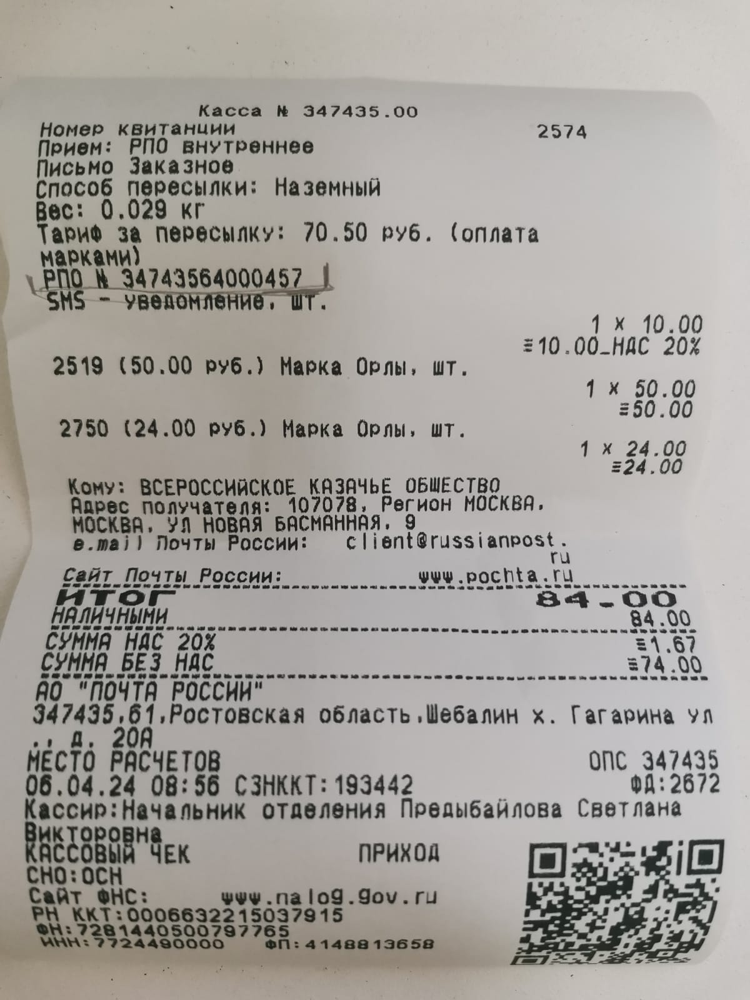 Касса № 347435.00
Номер квитанции 2574
Прием: РПО внутреннее
Письмо Заказное
Способ пересылки: Наземный
Вес: 0.029 кг
Тариф за пересылку: 70.50 руб. (оплата
марками)
РПО № 34743564000457
SMS - уведомление, шт.
1 x 10.00
≡10.00_НДС 20%
2519 (50.00 руб.) Марка Орлы, шт.
1 x 50.00
≡50.00
2750 (24.00 руб.) Марка Орлы, шт.
1 x 24.00
≡24.00
Кому: ВСЕРОССИЙСКОЕ КАЗАЧЬЕ ОБЩЕСТВО
Адрес получателя: 107078, Регион МОСКВА,
МОСКВА, УЛ НОВАЯ БАСМАННАЯ, 9
e.mail Почты России: client@russianpost.
ru
Сайт Почты России: www.pochta.ru
ИТОГ 84.00
НАЛИЧНЫМИ 84.00
СУММА НДС 20% ≡1.67
СУММА БЕЗ НДС ≡74.00
АО "ПОЧТА РОССИИ"
347435,61,Ростовская область,Шебалин х. Гагарина ул
., д. 20А
МЕСТО РАСЧЕТОВ ОПС 347435
06.04.24 08:56 СЗНККТ:193442 ФД:2672
Кассир:Начальник отделения Предыбайлова Светлана
Викторовна
КАССОВЫЙ ЧЕК ПРИХОД
СНО:ОСН
Сайт ФНС: www.nalog.gov.ru
РН ККТ:0006632215037915
ФН:7281440500797765
ИНН:7724490000 ФП:4148813658